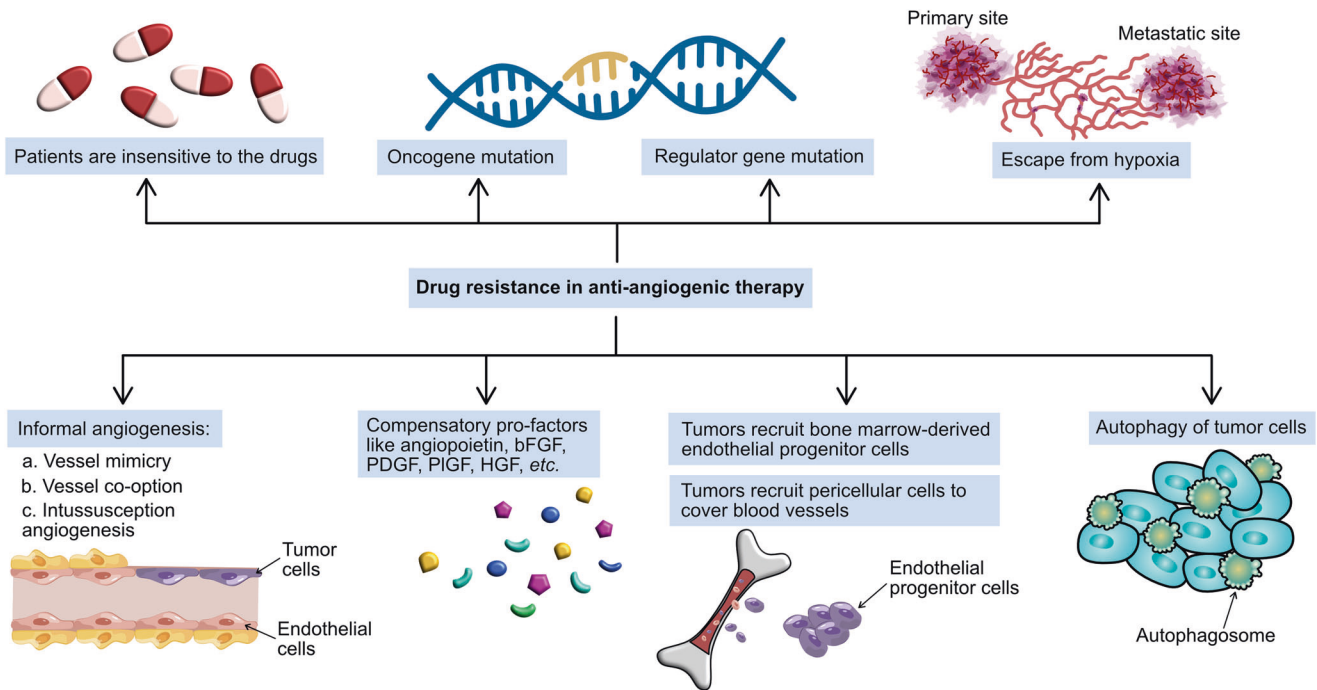 Primary site
Metastatic site
Patients are insensitive to the drugs
Oncogene mutation
Regulator gene mutation
Escape from hypoxia
Drug resistance in anti-angiogenic therapy
Informal angiogenesis:
a. Vessel mimicry
b. Vessel co-option
c. Intussusception
angiogenesis
Tumor
cells
Endothelial
cells
Compensatory pro-factors
like angiopoietin, bFGF,
PDGF, PlGF, HGF, etc.
Tumors recruit bone marrow-derived
endothelial progenitor cells
Tumors recruit pericellular cells to
cover blood vessels
Endothelial
progenitor cells
Autophagy of tumor cells
Autophagosome